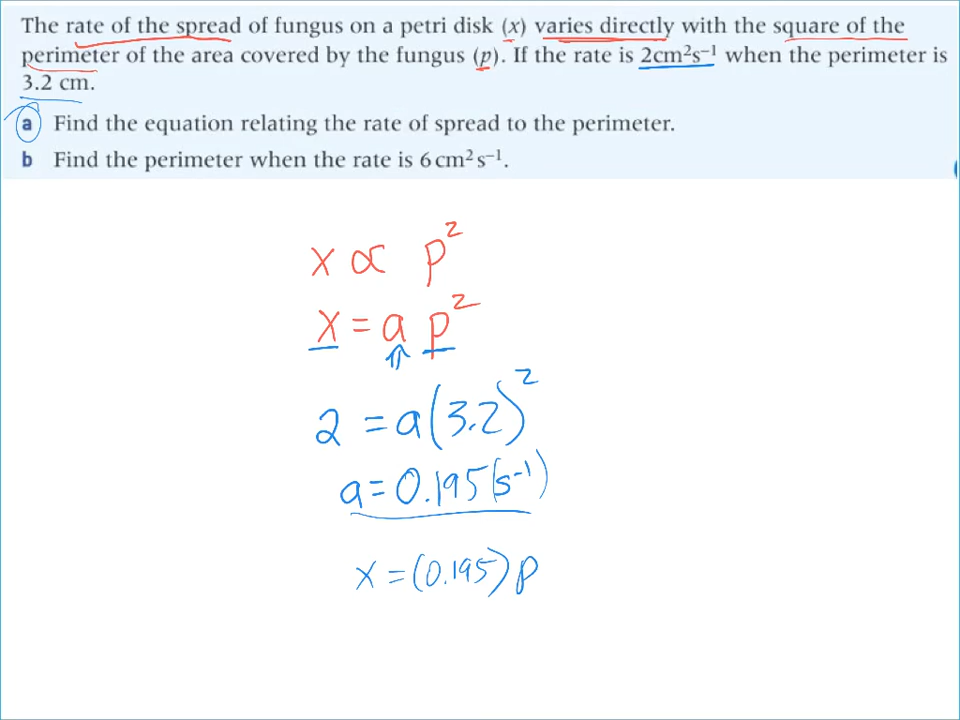 The rate of the spread of fungus on a petri disk (x) varies directly with the square of the
perimeter of the area covered by the fungus (p). If the rate is 2cm²s⁻¹ when the perimeter is
3.2 cm.
a Find the equation relating the rate of spread to the perimeter.
b Find the perimeter when the rate is 6 cm² s⁻¹.
x ∝ p²
x = a p²
2 = a(3.2)²
a = 0.195 (s⁻¹)
x = (0.195) p